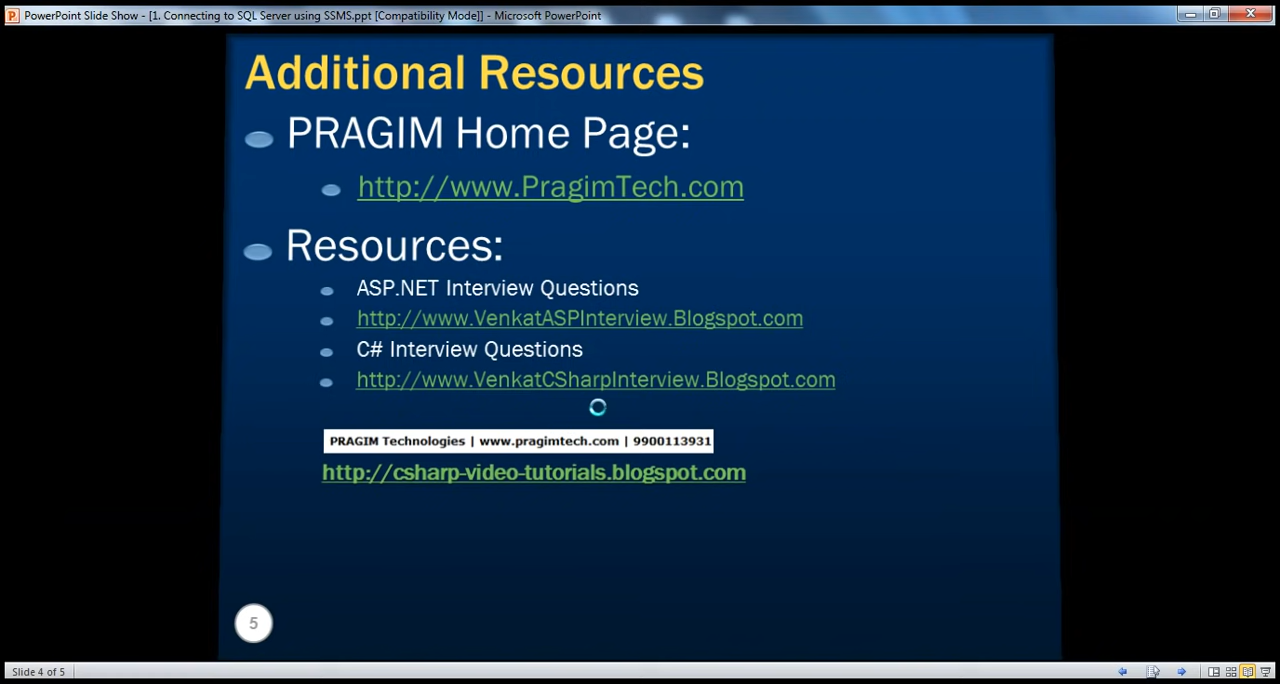 PowerPoint Slide Show - [1. Connecting to SQL Server using SSMS.ppt [Compatibility Mode]] - Microsoft PowerPoint
Additional Resources
PRAGIM Home Page:
http://www.PragimTech.com
Resources:
ASP.NET Interview Questions
http://www.VenkatASPInterview.Blogspot.com
C# Interview Questions
http://www.VenkatCSharpInterview.Blogspot.com
PRAGIM Technologies | www.pragimtech.com | 9900113931
http://csharp-video-tutorials.blogspot.com
5
Slide 4 of 5